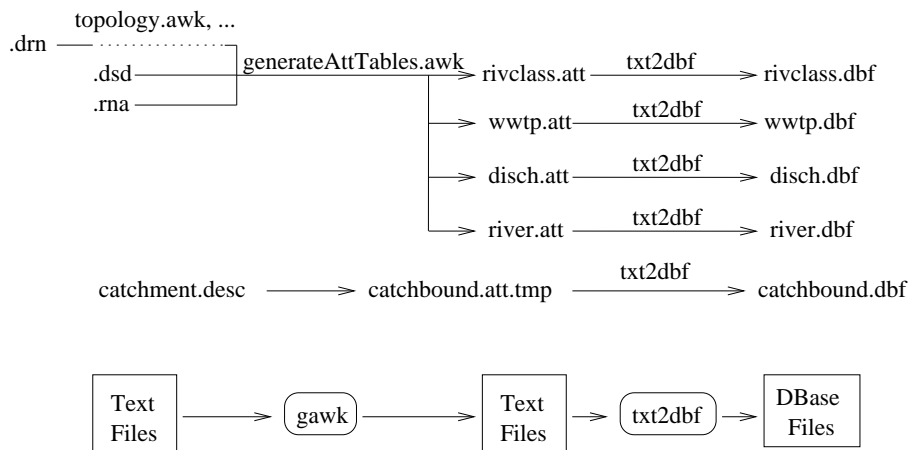 topology.awk, ...
.drn
generateAttTables.awk
.dsd
rivclass.att
txt2dbf
rivclass.dbf
.rna
wwtp.att
txt2dbf
wwtp.dbf
disch.att
txt2dbf
disch.dbf
river.att
txt2dbf
river.dbf
catchment.desc
catchbound.att.tmp
txt2dbf
catchbound.dbf
Text
Files
gawk
Text
Files
txt2dbf
DBase
Files